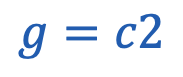 g = c2